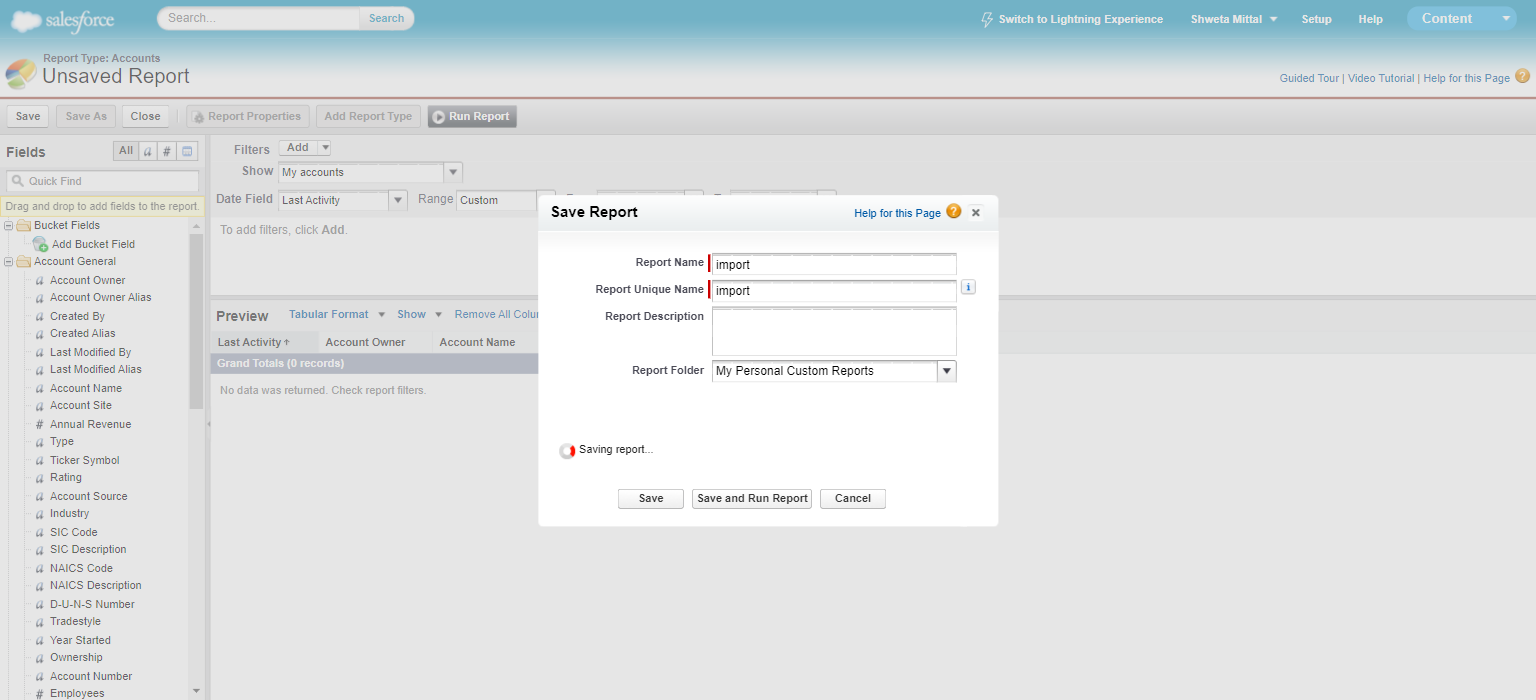 salesforce
Search...
Search
Switch to Lightning Experience
Shweta Mittal
Setup
Help
Content
Report Type: Accounts
Unsaved Report
Guided Tour | Video Tutorial | Help for this Page ?
Save
Save As
Close
Report Properties
Add Report Type
Run Report
Fields
All
a
#
Quick Find
Drag and drop to add fields to the report.
Bucket Fields
Add Bucket Field
Account General
a Account Owner
a Account Owner Alias
a Created By
a Created Alias
a Last Modified By
a Last Modified Alias
a Account Name
a Account Site
# Annual Revenue
a Type
a Ticker Symbol
a Rating
a Account Source
a Industry
a SIC Code
a SIC Description
a NAICS Code
a NAICS Description
a D-U-N-S Number
a Tradestyle
a Year Started
a Ownership
a Account Number
# Employees
Filters
Add
Show
My accounts
Date Field
Last Activity
Range
Custom
To add filters, click Add.
Preview
Tabular Format
Show
Remove All Colu
Last Activity
Account Owner
Account Name
Grand Totals (0 records)
No data was returned. Check report filters.
Save Report
Help for this Page ?
Report Name
import
Report Unique Name
import
i
Report Description
Report Folder
My Personal Custom Reports
Saving report...
Save
Save and Run Report
Cancel